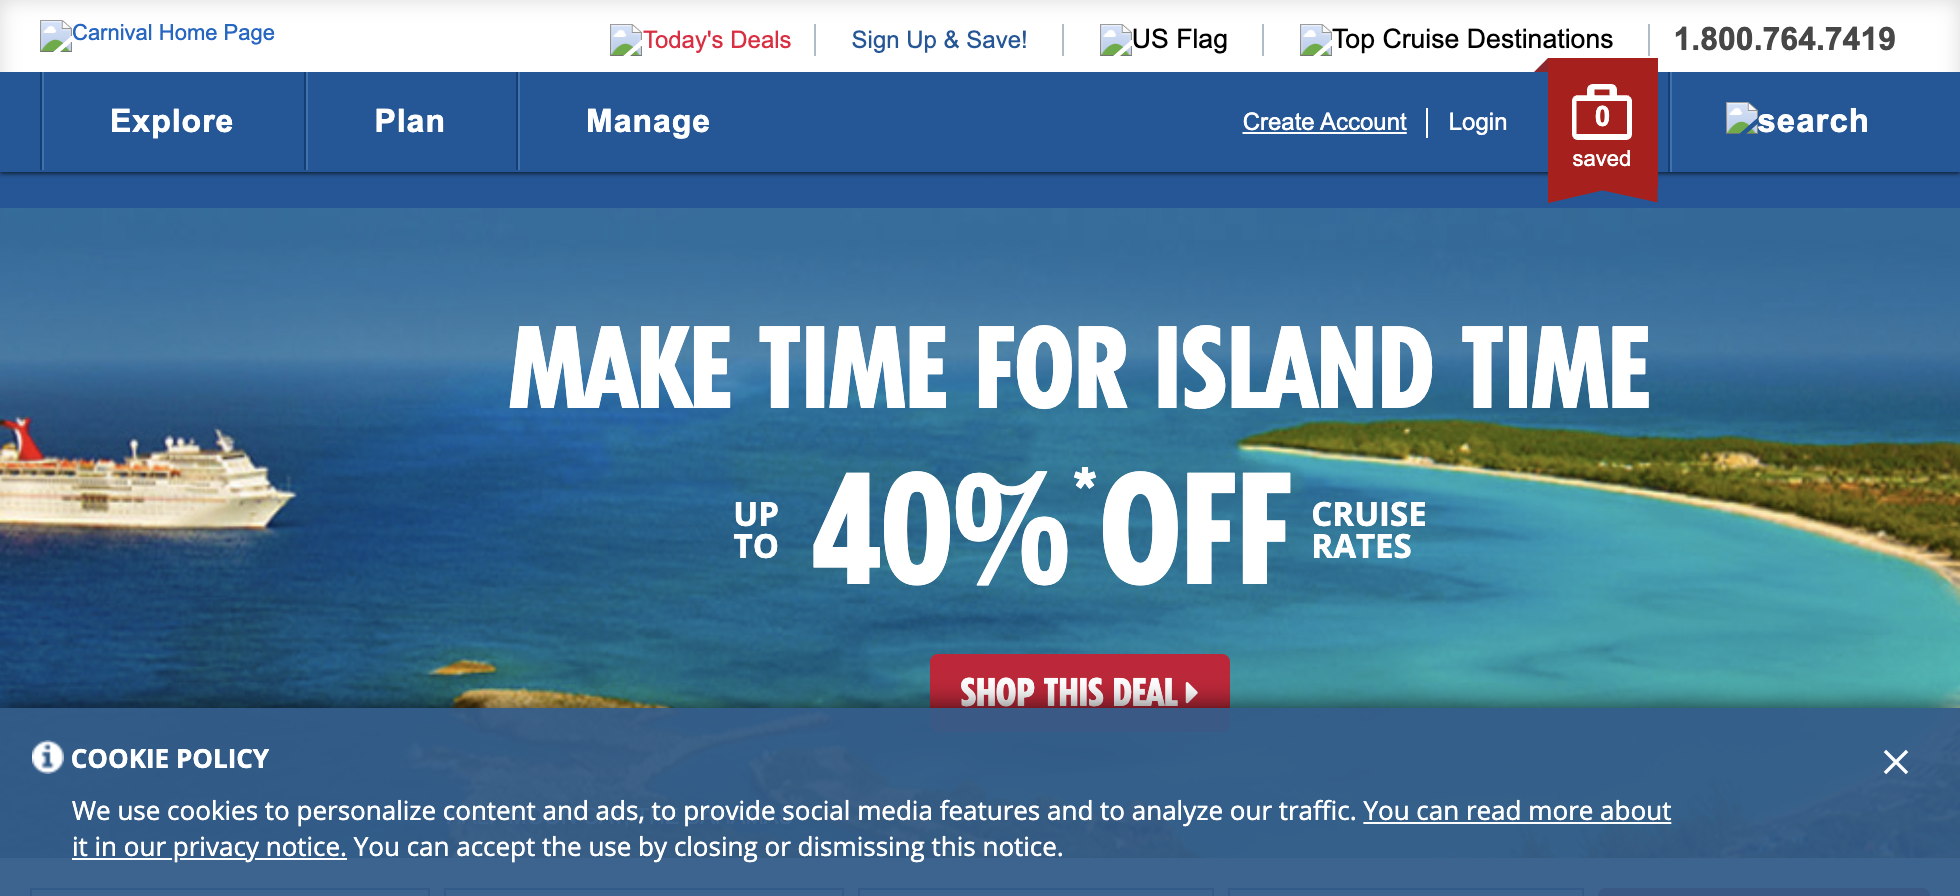 Carnival Home Page
Today's Deals
Sign Up & Save!
US Flag
Top Cruise Destinations
1.800.764.7419
Explore
Plan
Manage
Create Account
Login
0
saved
search
MAKE TIME FOR ISLAND TIME
UP TO 40%* OFF CRUISE RATES
SHOP THIS DEAL
COOKIE POLICY
We use cookies to personalize content and ads, to provide social media features and to analyze our traffic. You can read more about
it in our privacy notice. You can accept the use by closing or dismissing this notice.